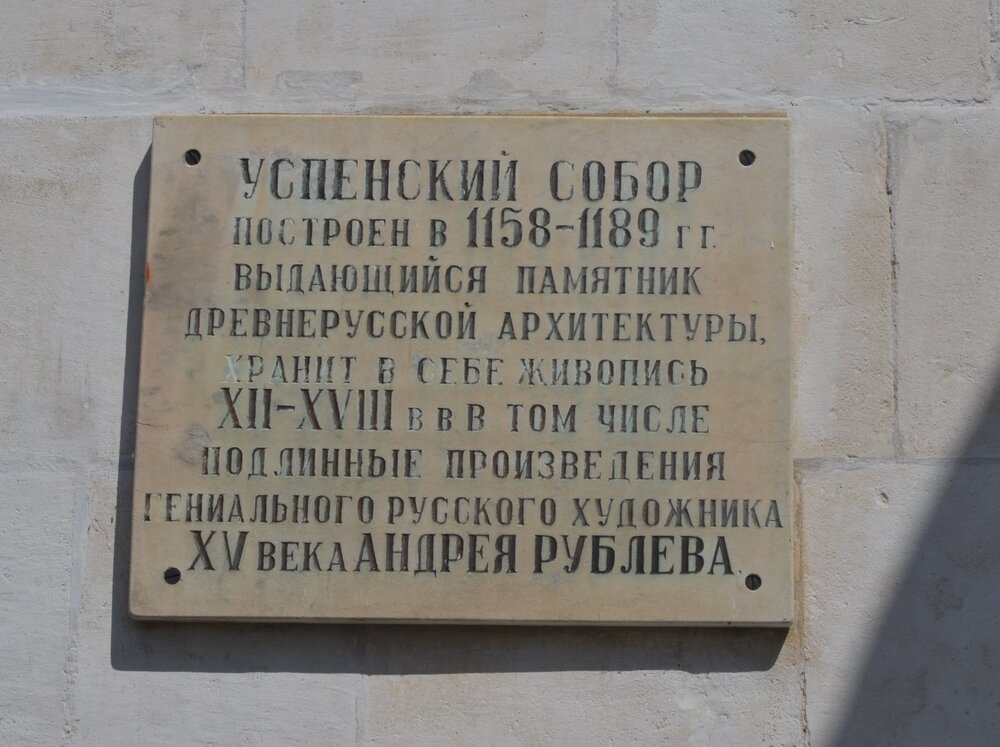 УСПЕНСКИЙ СОБОР
ПОСТРОЕН В 1158-1189 ГГ.
ВЫДАЮЩИЙСЯ ПАМЯТНИК
ДРЕВНЕРУССКОЙ АРХИТЕКТУРЫ,
ХРАНИТ В СЕБЕ ЖИВОПИСЬ
XII-XVIII В В В ТОМ ЧИСЛЕ
ПОДЛИННЫЕ ПРОИЗВЕДЕНИЯ
ГЕНИАЛЬНОГО РУССКОГО ХУДОЖНИКА
XV ВЕКА АНДРЕЯ РУБЛЕВА.